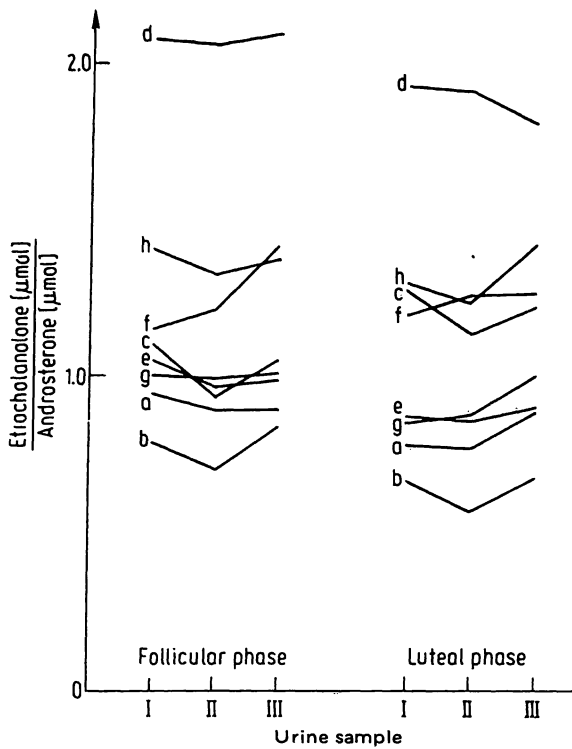 Etiocholanolone [µmol]
Androsterone [µmol]
2.0
1.0
0
d
h
f
c
e
g
a
b
d
h
c
f
e
g
a
b
Follicular phase
Luteal phase
I II III I II III
Urine sample